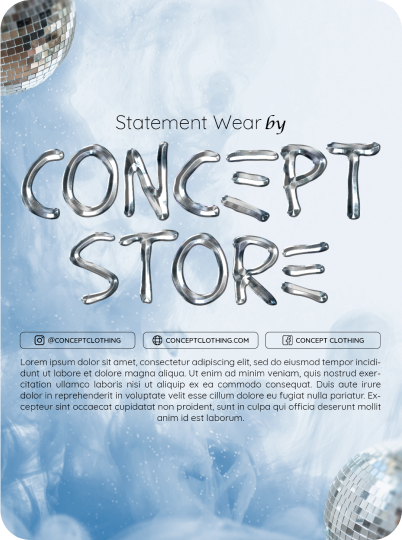 Statement Wear by
CONCEPT
STORE
@CONCEPTCLOTHING CONCEPTCLOTHING.COM CONCEPT CLOTHING
Lorem ipsum dolor sit amet, consectetur adipiscing elit, sed do eiusmod tempor incidi-
dunt ut labore et dolore magna aliqua. Ut enim ad minim veniam, quis nostrud exer-
citation ullamco laboris nisi ut aliquip ex ea commodo consequat. Duis aute irure
dolor in reprehenderit in voluptate velit esse cillum dolore eu fugiat nulla pariatur. Ex-
cepteur sint occaecat cupidatat non proident, sunt in culpa qui officia deserunt mollit
anim id est laborum.